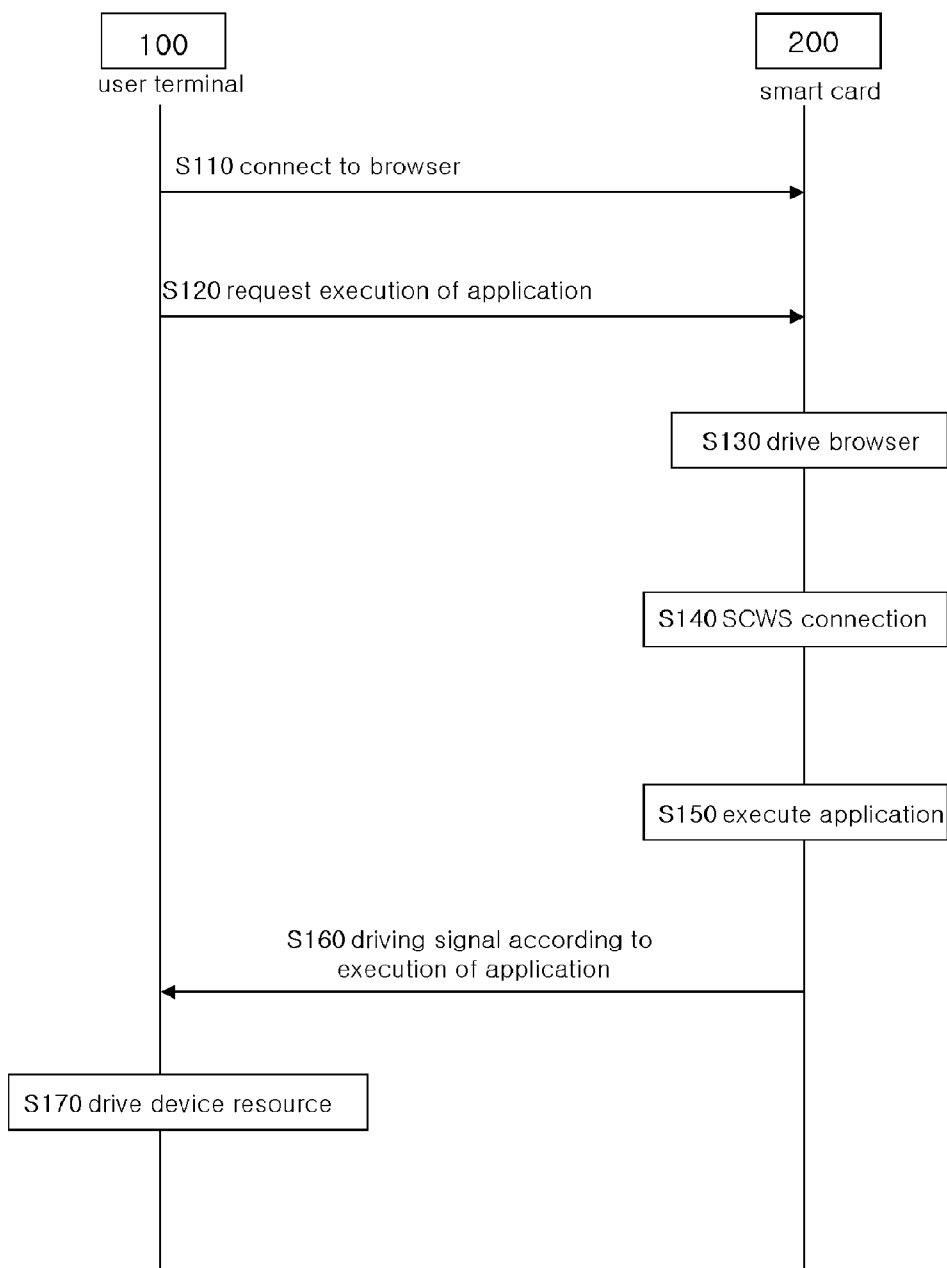 100
200
user terminal
smart card
S110 connect to browser
S120 request execution of application
S130 drive browser
S140 SCWS connection
S150 execute application
S160 driving signal according to
execution of application
S170 drive device resource